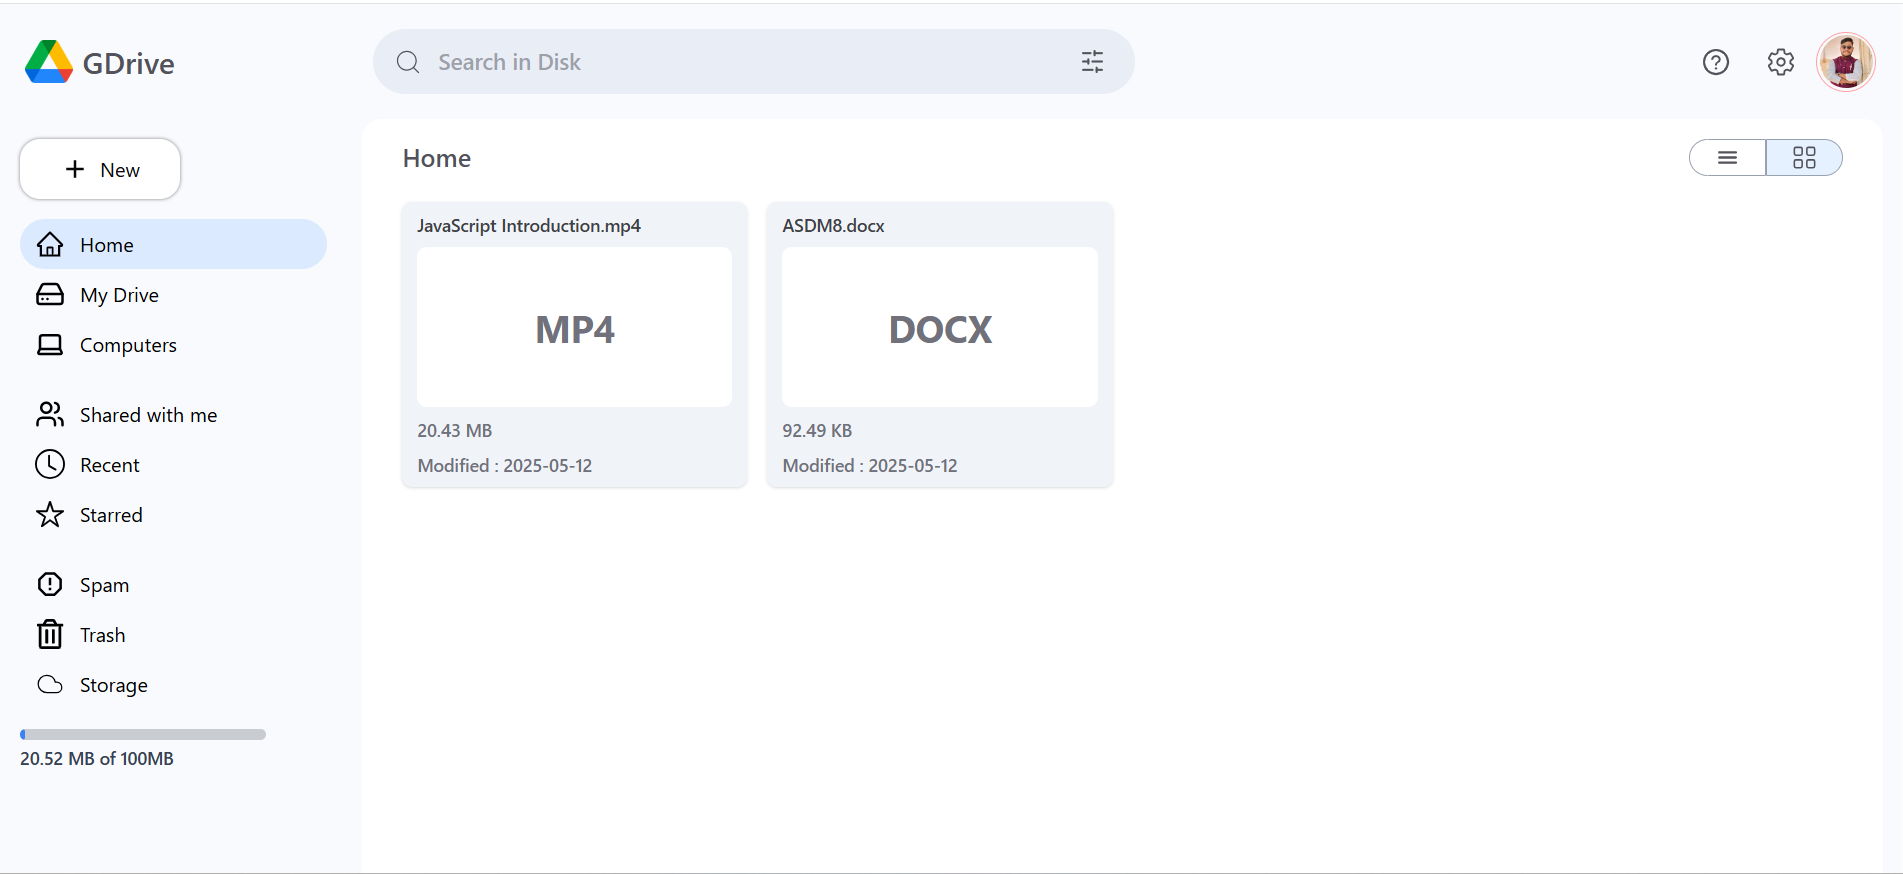 GDrive
Search in Disk
New
Home
My Drive
Computers
Shared with me
Recent
Starred
Spam
Trash
Storage
20.52 MB of 100MB
Home
JavaScript Introduction.mp4
MP4
20.43 MB
Modified : 2025-05-12
ASDM8.docx
DOCX
92.49 KB
Modified : 2025-05-12